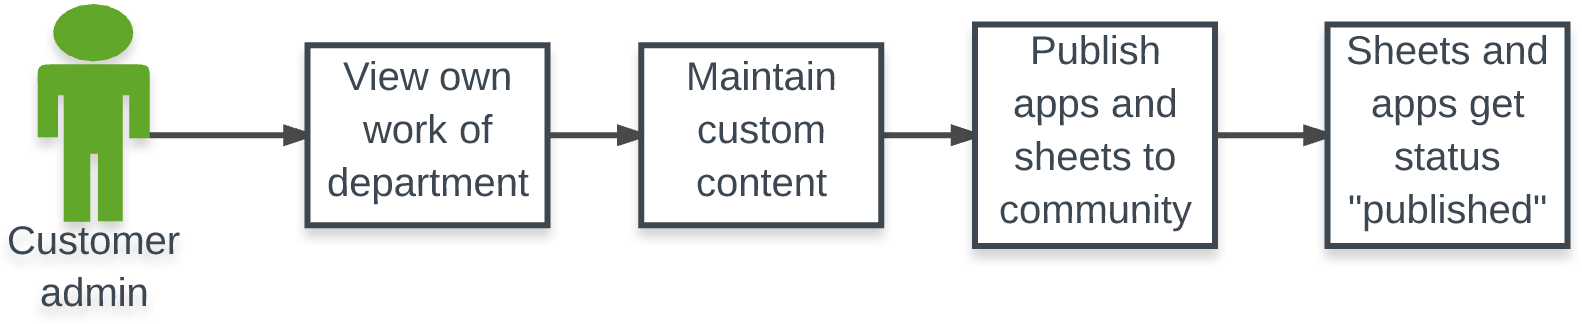 Customer
admin
View own
work of
department
Maintain
custom
content
Publish
apps and
sheets to
community
Sheets and
apps get
status
"published"